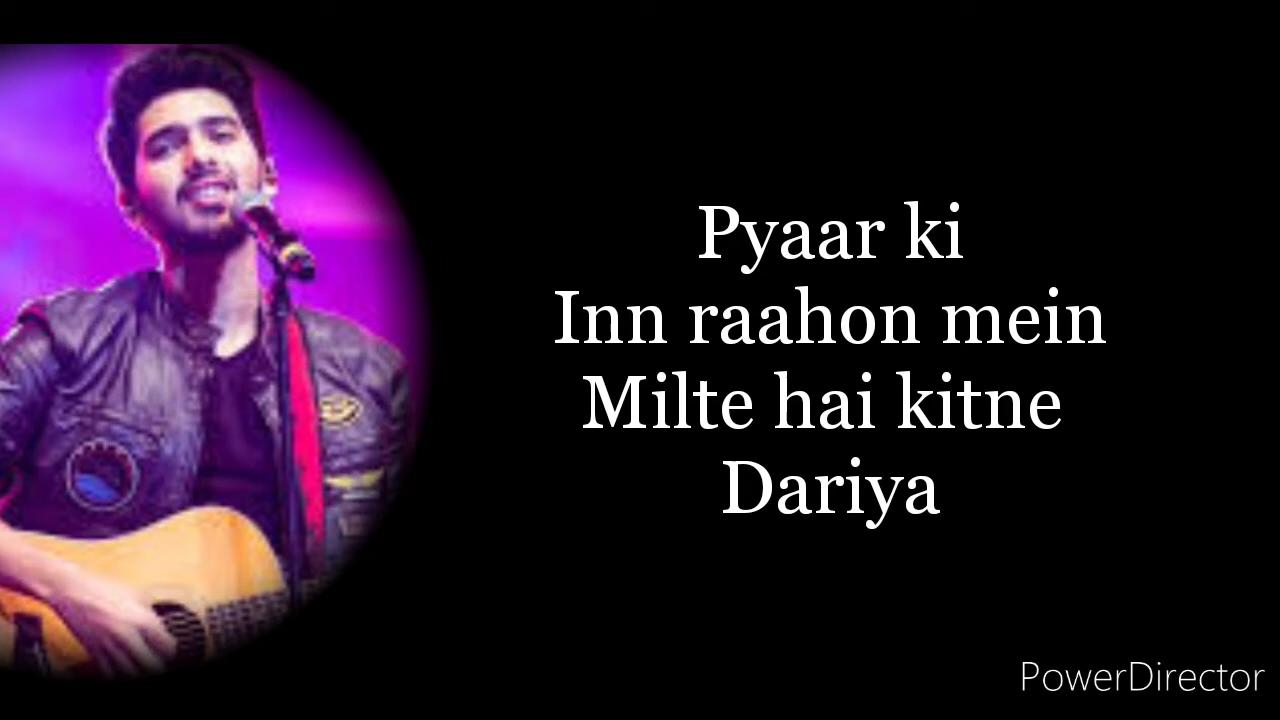 Pyaar ki
Inn raahon mein
Milte hai kitne
Dariya
PowerDirector